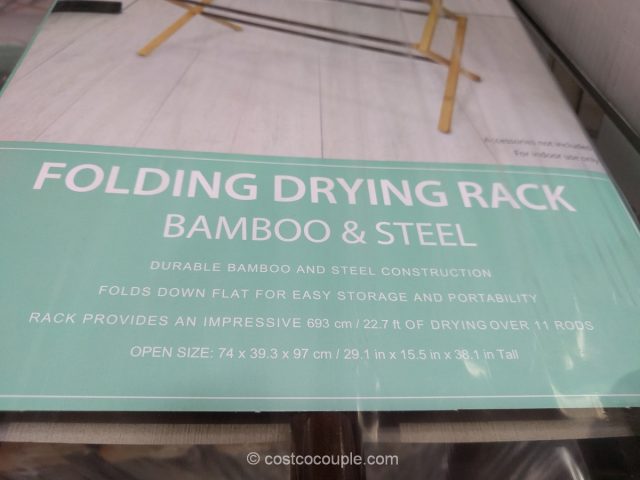 Accessories not included
For indoor use only
FOLDING DRYING RACK
BAMBOO & STEEL
DURABLE BAMBOO AND STEEL CONSTRUCTION
FOLDS DOWN FLAT FOR EASY STORAGE AND PORTABILITY
RACK PROVIDES AN IMPRESSIVE 693 cm / 22.7 ft OF DRYING OVER 11 RODS
OPEN SIZE: 74 x 39.3 x 97 cm / 29.1 in x 15.5 in x 38.1 in Tall
© costcocouple.com